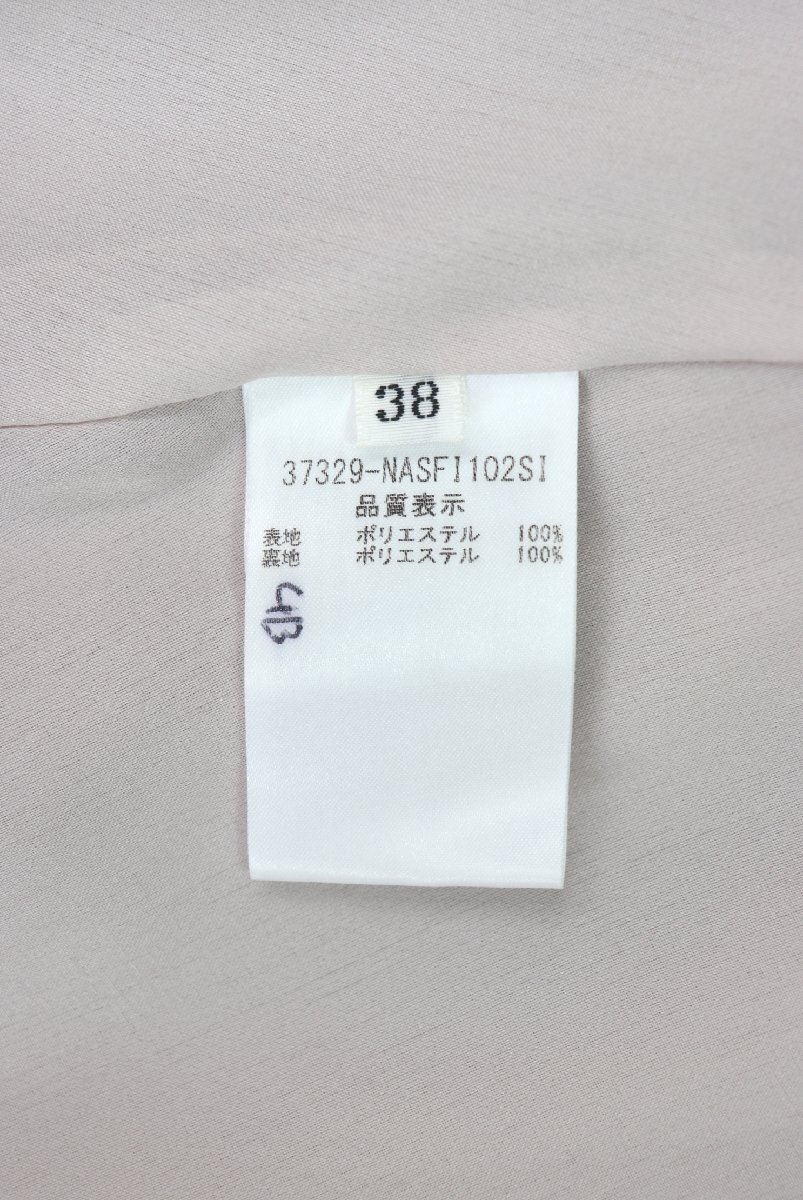 38
37329-NASFI102SI
品質表示
表地 ポリエステル 100%
裏地 ポリエステル 100%
4B